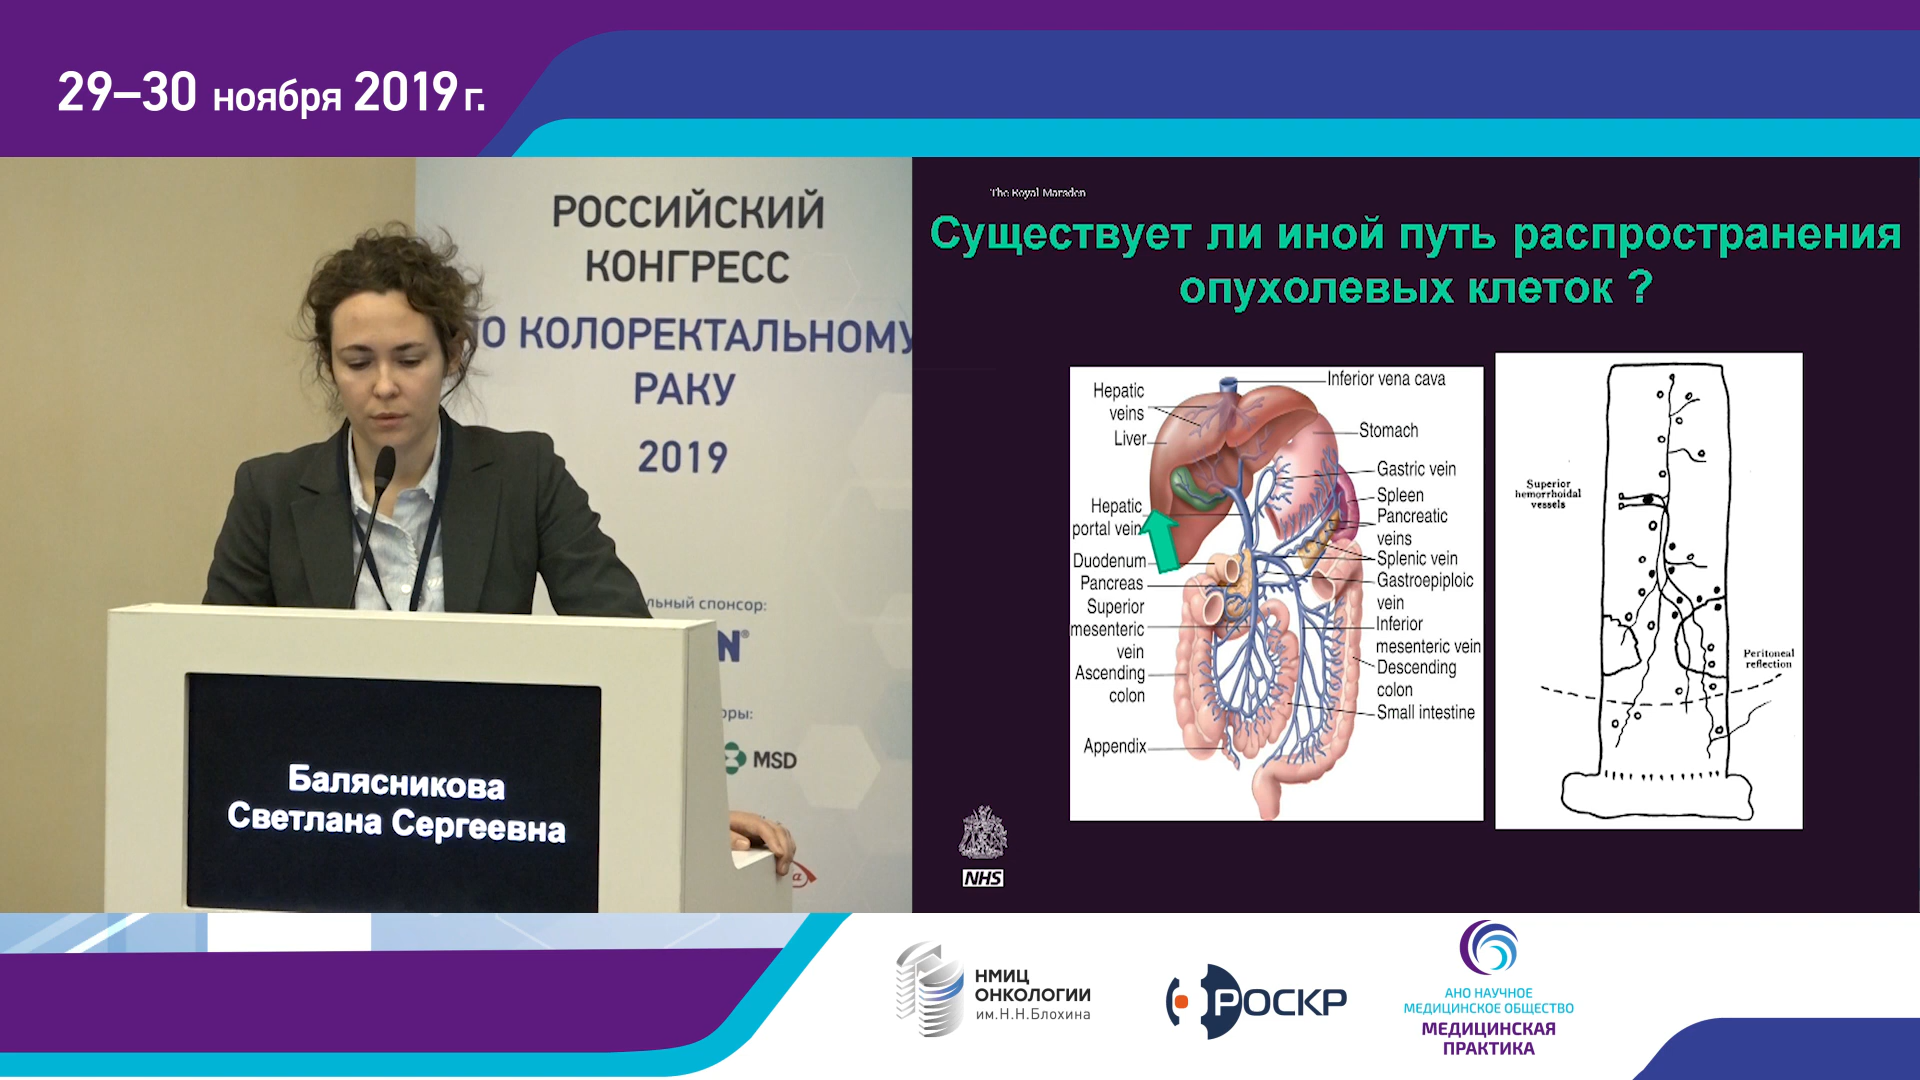 29–30 ноября 2019 г.
РОССИЙСКИЙ
КОНГРЕСС
ПО КОЛОРЕКТАЛЬНОМУ
РАКУ
2019
льный спонсор:
N®
оры:
MSD
Балясникова
Светлана Сергеевна
The Royal Marsden
Существует ли иной путь распространения
опухолевых клеток ?
Hepatic
veins
Liver
Hepatic
portal vein
Duodenum
Pancreas
Superior
mesenteric
vein
Ascending
colon
Appendix
Inferior vena cava
Stomach
Gastric vein
Spleen
Pancreatic
veins
Splenic vein
Gastroepiploic
vein
Inferior
mesenteric vein
Descending
colon
Small intestine
Superior
hemorrhoidal
vessels
Peritoneal
reflection
NHS
НМИЦ
ОНКОЛОГИИ
им.Н.Н.Блохина
РОСКР
АНО НАУЧНОЕ
МЕДИЦИНСКОЕ ОБЩЕСТВО
МЕДИЦИНСКАЯ
ПРАКТИКА